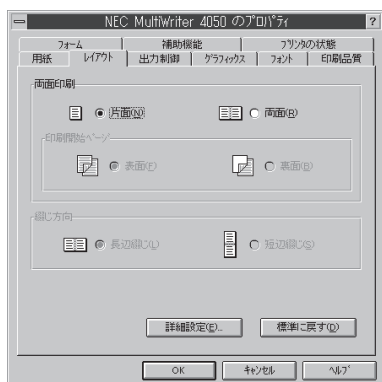 NEC MultiWriter 4050 のプロパティ ?
フォーム 補助機能 プリンタの状態
用紙 レイアウト 出力制御 グラフィックス フォント 印刷品質
両面印刷
片面(N) 両面(R)
印刷開始ページ
表面(F) 裏面(B)
綴じ方向
長辺綴じ(L) 短辺綴じ(S)
詳細設定(E)... 標準に戻す(D)
OK キャンセル ヘルプ